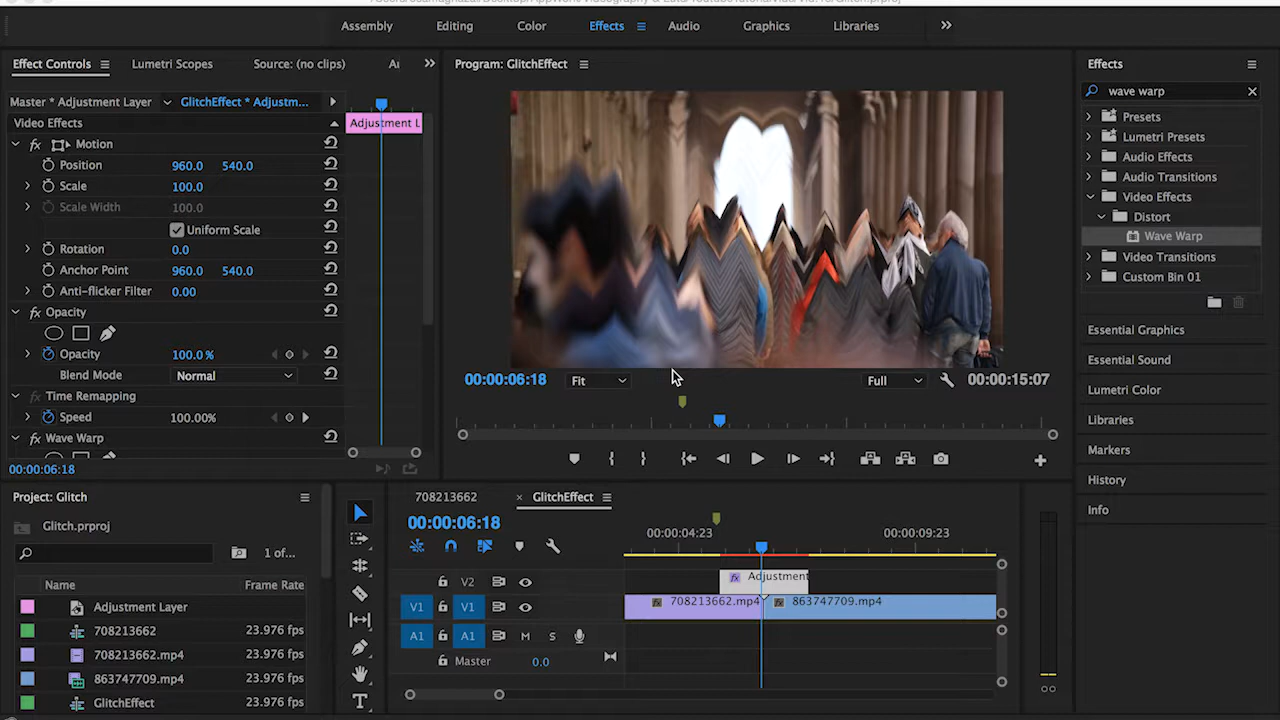 Assembly Editing Color Effects Audio Graphics Libraries
Effect Controls Lumetri Scopes Source: (no clips)
Master * Adjustment Layer GlitchEffect * Adjustm...
Video Effects Adjustment L
fx Motion
Position 960.0 540.0
Scale 100.0
Scale Width 100.0
Uniform Scale
Rotation 0.0
Anchor Point 960.0 540.0
Anti-flicker Filter 0.00
fx Opacity
Opacity 100.0 %
Blend Mode Normal
Time Remapping
Speed 100.00%
fx Wave Warp
00:00:06:18
Program: GlitchEffect
00:00:06:18 Fit Full 00:00:15:07
Effects
wave warp
Presets
Lumetri Presets
Audio Effects
Audio Transitions
Video Effects
Distort
Wave Warp
Video Transitions
Custom Bin 01
Essential Graphics
Essential Sound
Lumetri Color
Libraries
Markers
History
Info
Project: Glitch
Glitch.prproj
1 of...
Name Frame Rate
Adjustment Layer
708213662 23.976 fps
708213662.mp4 23.976 fps
863747709.mp4 23.976 fps
GlitchEffect 23.976 fps
T
708213662 × GlitchEffect
00:00:06:18
00:00:04:23 00:00:09:23
V2 fx Adjustment
V1 V1 fx 708213662.mp4 fx 863747709.mp4
A1 A1 M S
Master 0.0